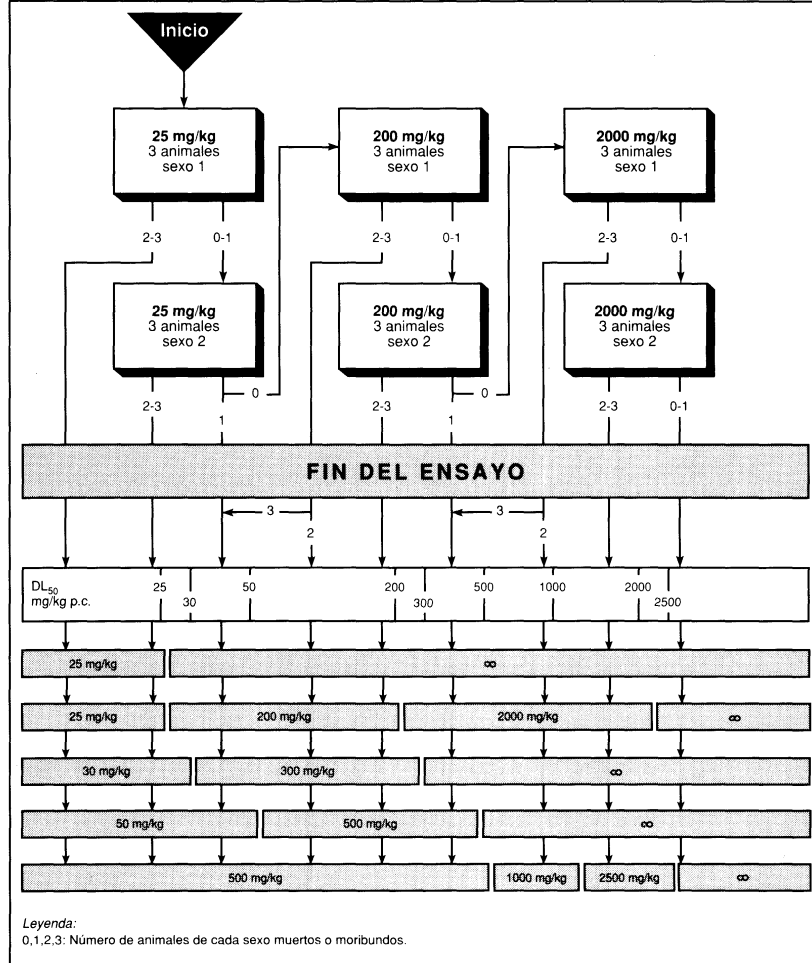 Inicio
25 mg/kg
3 animales
sexo 1
200 mg/kg
3 animales
sexo 1
2000 mg/kg
3 animales
sexo 1
2-3 0-1 2-3 0-1 2-3 0-1
25 mg/kg
3 animales
sexo 2
200 mg/kg
3 animales
sexo 2
2000 mg/kg
3 animales
sexo 2
2-3 0 1 2-3 0 1 2-3 0-1
FIN DEL ENSAYO
3 3
2 2
DL50 25 50 200 500 1000 2000
mg/kg p.c. 30 300 2500
25 mg/kg ∞
25 mg/kg 200 mg/kg 2000 mg/kg ∞
30 mg/kg 300 mg/kg ∞
50 mg/kg 500 mg/kg ∞
500 mg/kg 1000 mg/kg 2500 mg/kg ∞
Leyenda:
0,1,2,3: Número de animales de cada sexo muertos o moribundos.